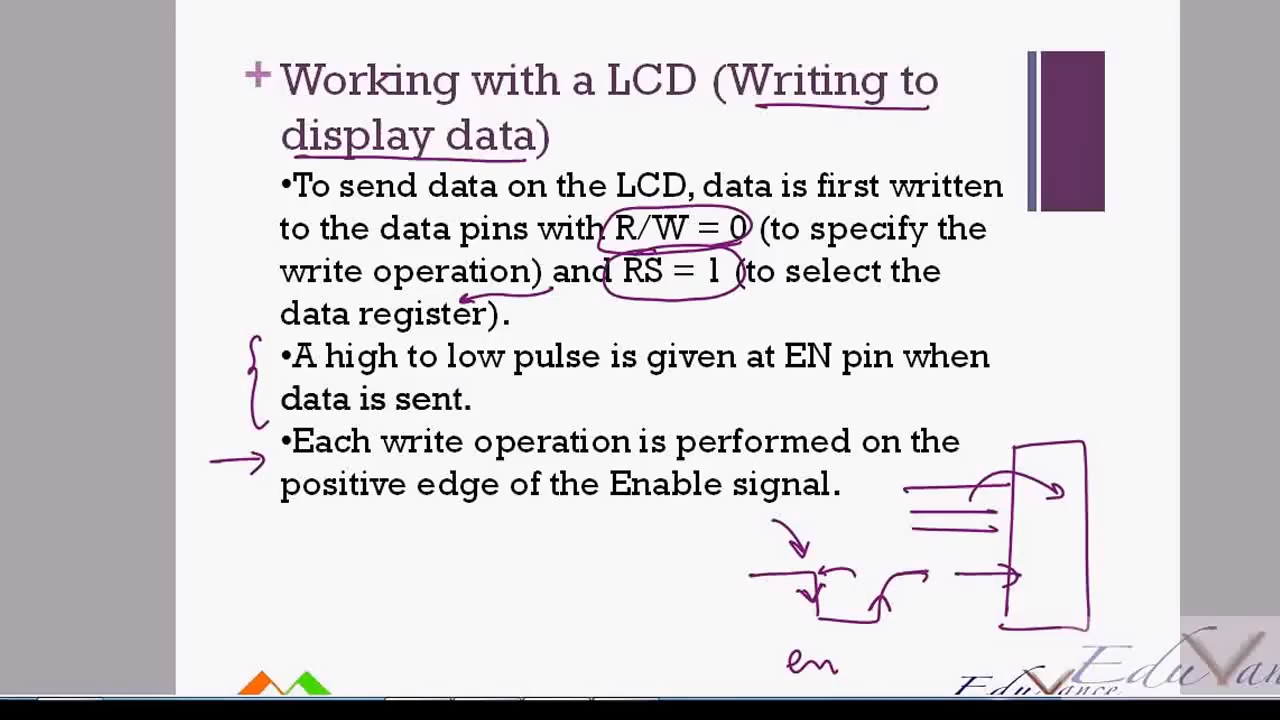 + Working with a LCD (Writing to
display data)
•To send data on the LCD, data is first written
to the data pins with R/W = 0 (to specify the
write operation) and RS = 1 (to select the
data register).
•A high to low pulse is given at EN pin when
data is sent.
•Each write operation is performed on the
positive edge of the Enable signal.
en
EduVance
EduVan